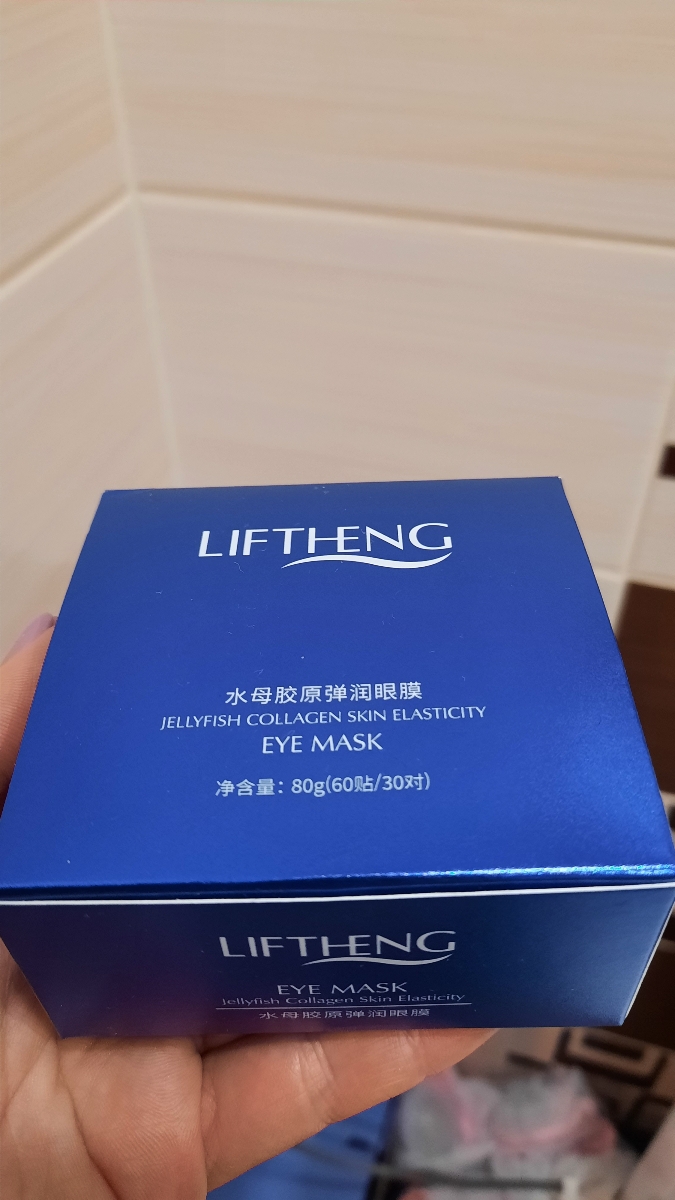 LIFTHENG
水母胶原弹润眼膜
JELLYFISH COLLAGEN SKIN ELASTICITY
EYE MASK
净含量：80g(60贴/30对)
LIFTHENG
EYE MASK
Jellyfish Collagen Skin Elasticity
水母胶原弹润眼膜